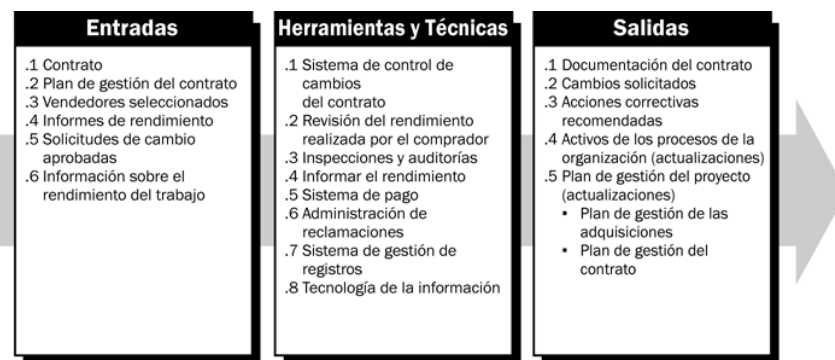 Entradas
.1 Contrato
.2 Plan de gestión del contrato
.3 Vendedores seleccionados
.4 Informes de rendimiento
.5 Solicitudes de cambio
aprobadas
.6 Información sobre el
rendimiento del trabajo
Herramientas y Técnicas
.1 Sistema de control de
cambios
del contrato
.2 Revisión del rendimiento
realizada por el comprador
.3 Inspecciones y auditorías
.4 Informar el rendimiento
.5 Sistema de pago
.6 Administración de
reclamaciones
.7 Sistema de gestión de
registros
.8 Tecnología de la información
Salidas
.1 Documentación del contrato
.2 Cambios solicitados
.3 Acciones correctivas
recomendadas
.4 Activos de los procesos de la
organización (actualizaciones)
.5 Plan de gestión del proyecto
(actualizaciones)
▪ Plan de gestión de las
adquisiciones
▪ Plan de gestión del
contrato